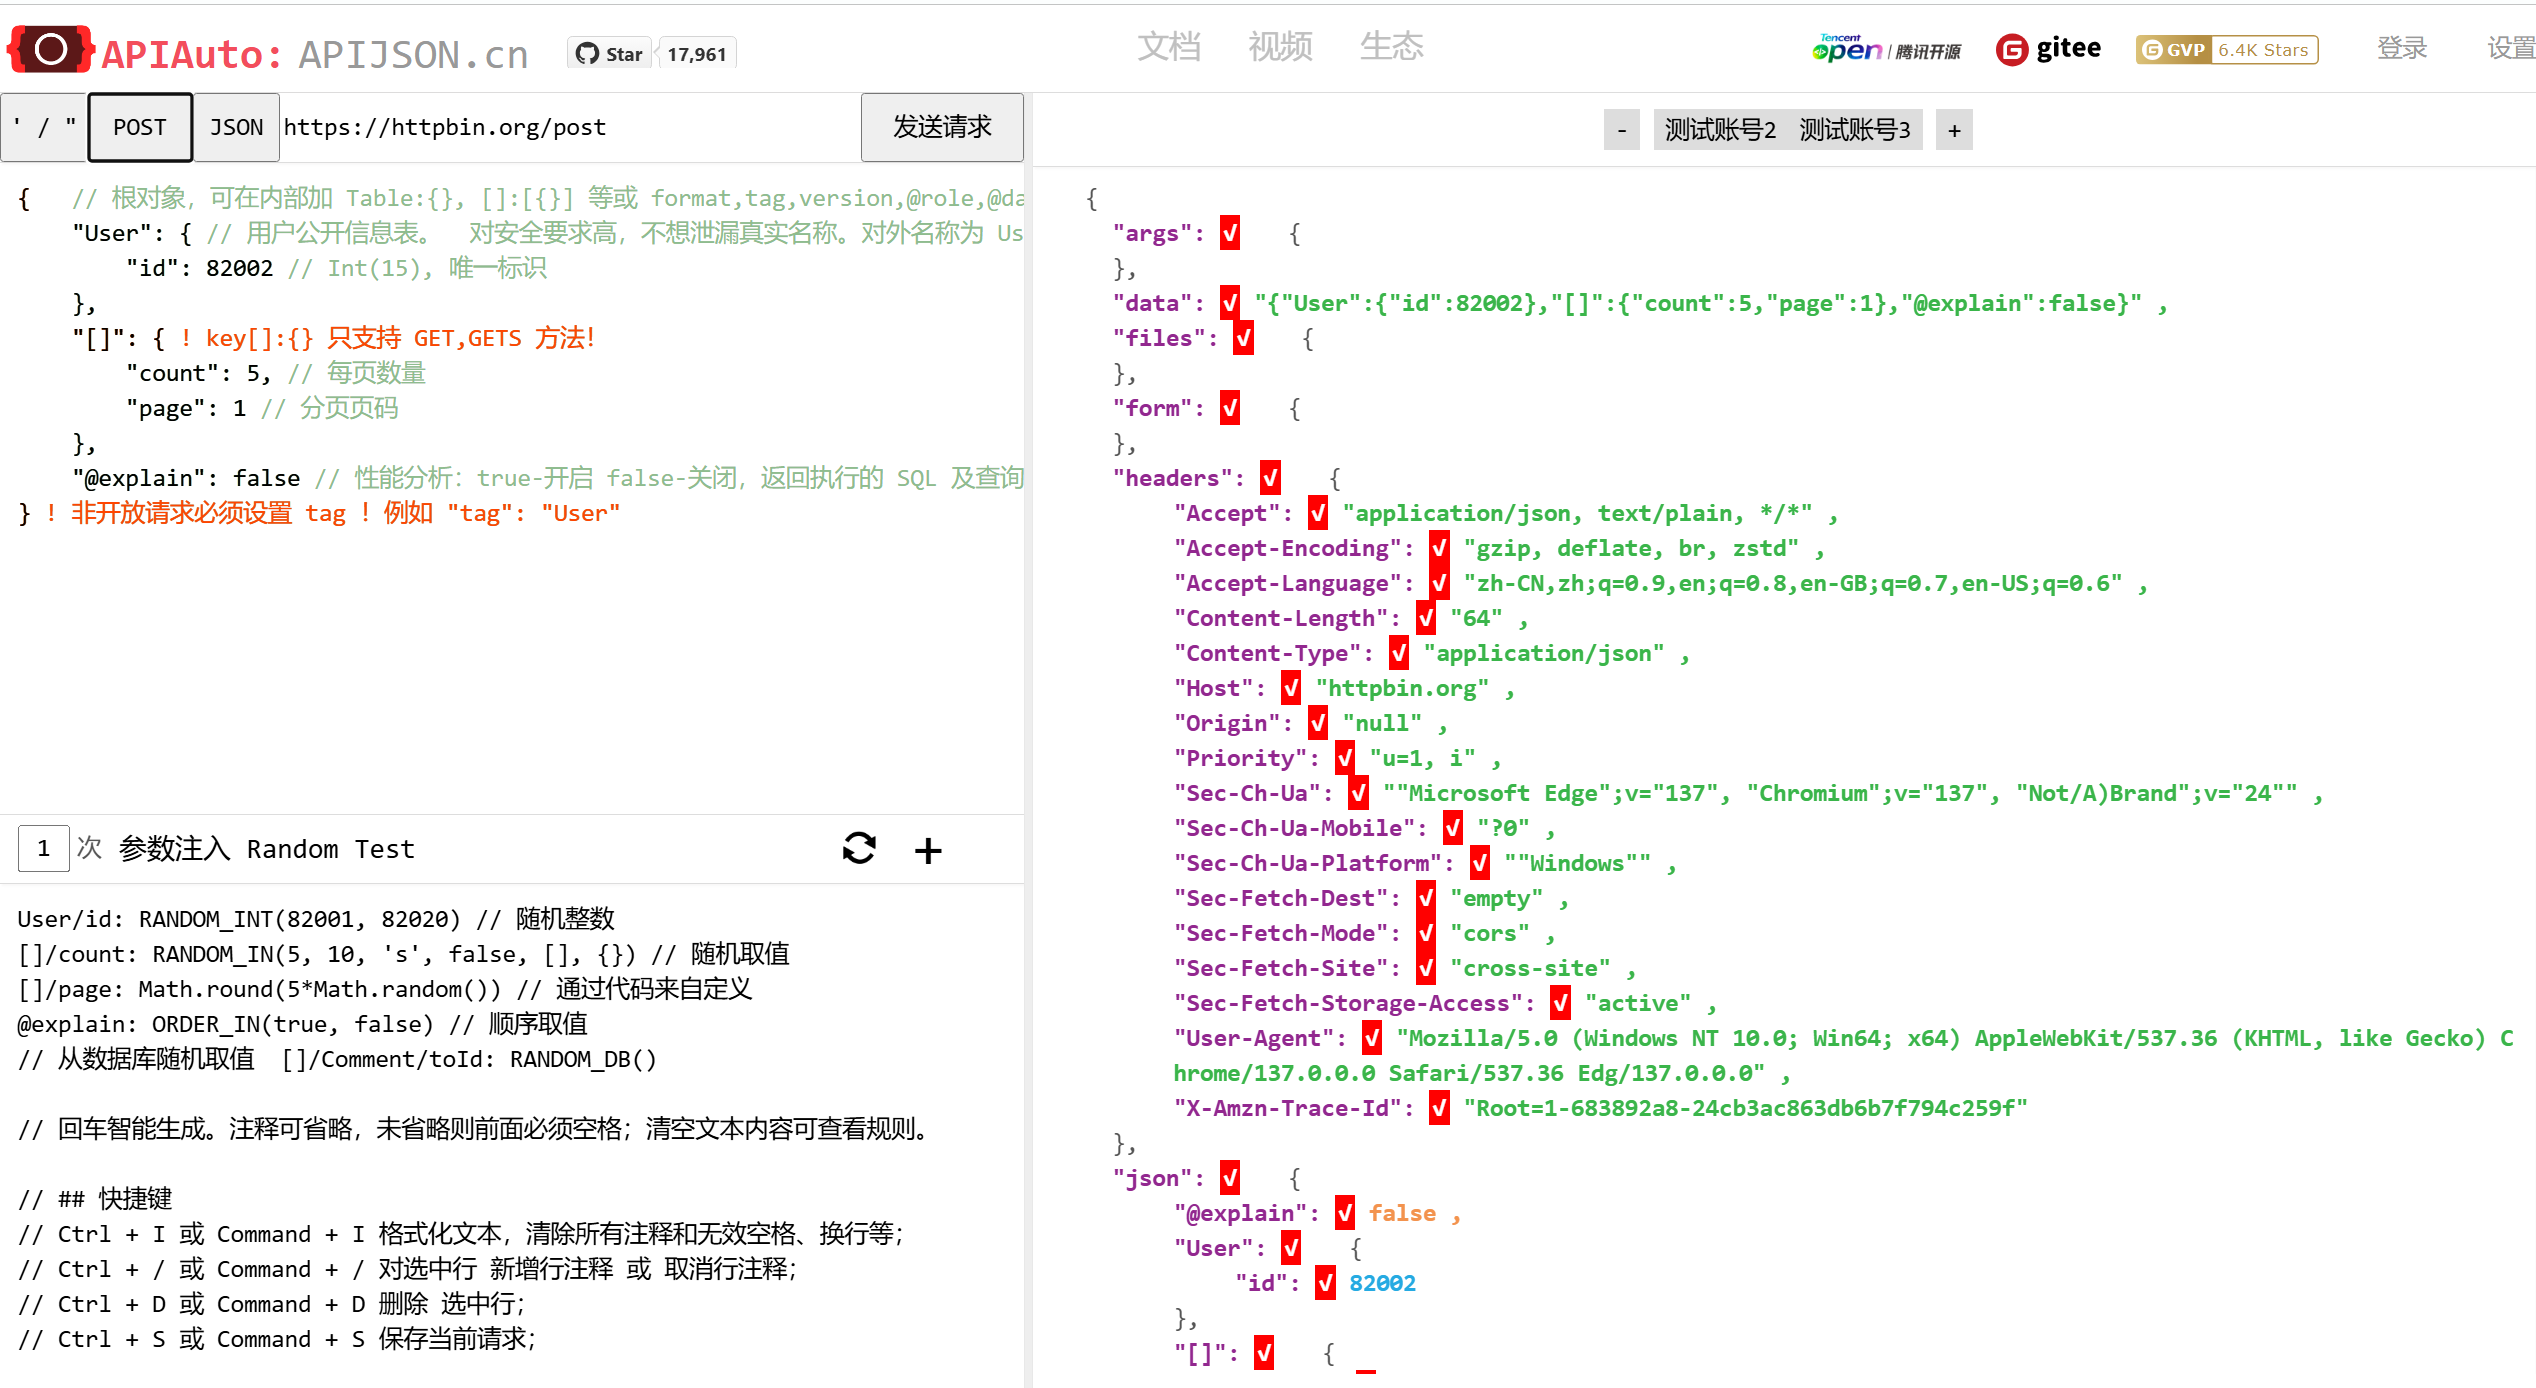 APIAuto: APIJSON.cn Star 17,961 文档 视频 生态 Tencent open 腾讯开源 gitee GVP 6.4K Stars 登录 设置
' / " POST JSON https://httpbin.org/post 发送请求
{ // 根对象，可在内部加 Table:{}, []:[{}] 等或 format,tag,version,@role,@da
"User": { // 用户公开信息表。 对安全要求高，不想泄漏真实名称。对外名称为 Us
"id": 82002 // Int(15), 唯一标识
},
"[]": { ! key[]:{} 只支持 GET,GETS 方法！
"count": 5, // 每页数量
"page": 1 // 分页页码
},
"@explain": false // 性能分析：true-开启 false-关闭，返回执行的 SQL 及查询
} ! 非开放请求必须设置 tag ！例如 "tag": "User"
1 次 参数注入 Random Test
User/id: RANDOM_INT(82001, 82020) // 随机整数
[]/count: RANDOM_IN(5, 10, 's', false, [], {}) // 随机取值
[]/page: Math.round(5*Math.random()) // 通过代码来自定义
@explain: ORDER_IN(true, false) // 顺序取值
// 从数据库随机取值 []/Comment/toId: RANDOM_DB()
// 回车智能生成。注释可省略，未省略则前面必须空格；清空文本内容可查看规则。
// ## 快捷键
// Ctrl + I 或 Command + I 格式化文本，清除所有注释和无效空格、换行等；
// Ctrl + / 或 Command + / 对选中行 新增行注释 或 取消行注释；
// Ctrl + D 或 Command + D 删除 选中行；
// Ctrl + S 或 Command + S 保存当前请求；
- 测试账号2 测试账号3 +
{
"args": √ {
},
"data": √ "{"User":{"id":82002},"[]":{"count":5,"page":1},"@explain":false}" ,
"files": √ {
},
"form": √ {
},
"headers": √ {
"Accept": √ "application/json, text/plain, */*" ,
"Accept-Encoding": √ "gzip, deflate, br, zstd" ,
"Accept-Language": √ "zh-CN,zh;q=0.9,en;q=0.8,en-GB;q=0.7,en-US;q=0.6" ,
"Content-Length": √ "64" ,
"Content-Type": √ "application/json" ,
"Host": √ "httpbin.org" ,
"Origin": √ "null" ,
"Priority": √ "u=1, i" ,
"Sec-Ch-Ua": √ ""Microsoft Edge";v="137", "Chromium";v="137", "Not/A)Brand";v="24"" ,
"Sec-Ch-Ua-Mobile": √ "?0" ,
"Sec-Ch-Ua-Platform": √ ""Windows"" ,
"Sec-Fetch-Dest": √ "empty" ,
"Sec-Fetch-Mode": √ "cors" ,
"Sec-Fetch-Site": √ "cross-site" ,
"Sec-Fetch-Storage-Access": √ "active" ,
"User-Agent": √ "Mozilla/5.0 (Windows NT 10.0; Win64; x64) AppleWebKit/537.36 (KHTML, like Gecko) C
hrome/137.0.0.0 Safari/537.36 Edg/137.0.0.0" ,
"X-Amzn-Trace-Id": √ "Root=1-683892a8-24cb3ac863db6b7f794c259f"
},
"json": √ {
"@explain": √ false ,
"User": √ {
"id": √ 82002
},
"[]": √ {